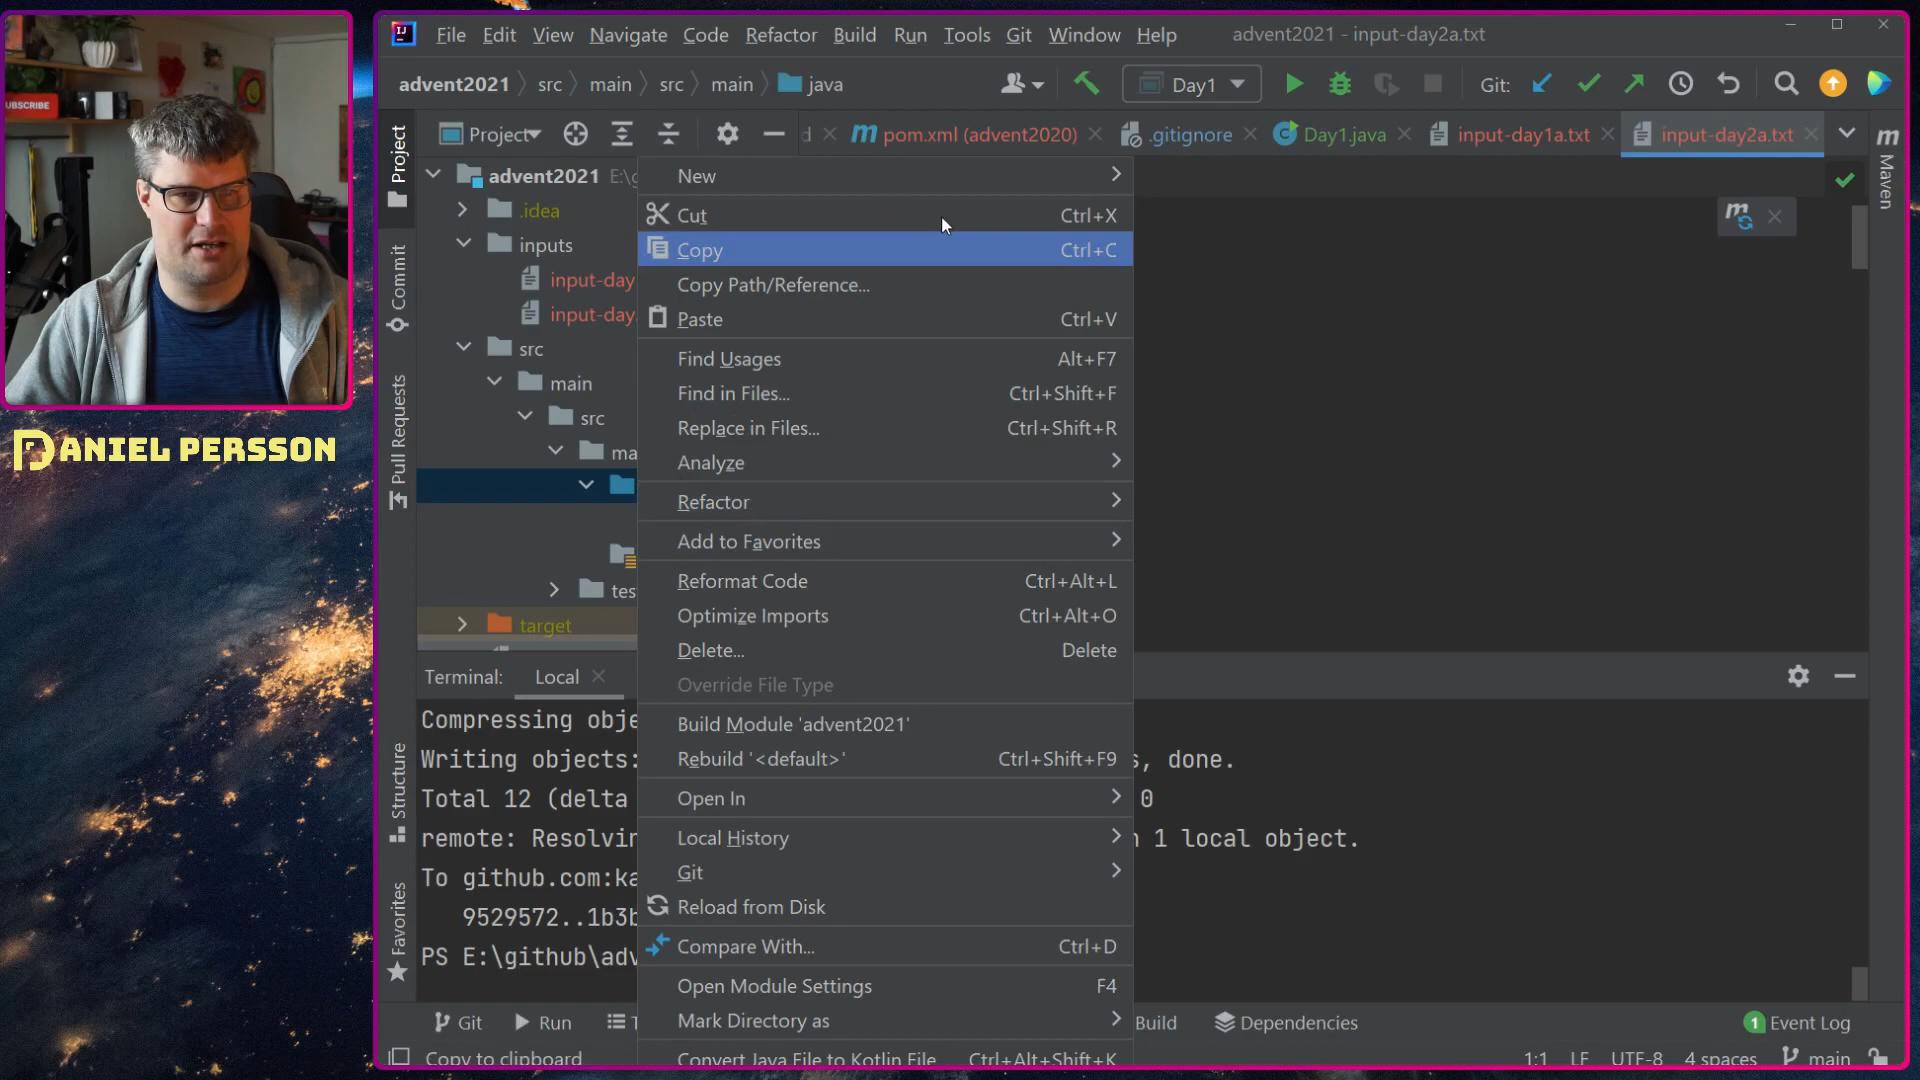 SUBSCRIBE
DANIEL PERSSON
File Edit View Navigate Code Refactor Build Run Tools Git Window Help advent2021 - input-day2a.txt
advent2021 src main src main java Day1 Git:
Project pom.xml (advent2020) .gitignore Day1.java input-day1a.txt input-day2a.txt
Project
Commit
Pull Requests
Structure
Favorites
Maven
advent2021
.idea
inputs
input-day
input-day
src
main
src
ma
tes
target
New
Cut Ctrl+X
Copy Ctrl+C
Copy Path/Reference...
Paste Ctrl+V
Find Usages Alt+F7
Find in Files... Ctrl+Shift+F
Replace in Files... Ctrl+Shift+R
Analyze
Refactor
Add to Favorites
Reformat Code Ctrl+Alt+L
Optimize Imports Ctrl+Alt+O
Delete... Delete
Override File Type
Build Module 'advent2021'
Rebuild '<default>' Ctrl+Shift+F9
Open In
Local History
Git
Reload from Disk
Compare With... Ctrl+D
Open Module Settings F4
Mark Directory as
Convert Java File to Kotlin File Ctrl+Alt+Shift+K
Terminal: Local
Compressing obje
Writing objects: s, done.
Total 12 (delta 0
remote: Resolvin n 1 local object.
To github.com:ka
9529572..1b3b
PS E:\github\adv
Git Run Build Dependencies 1 Event Log
Copy to clipboard 1:1 LF UTF-8 4 spaces main